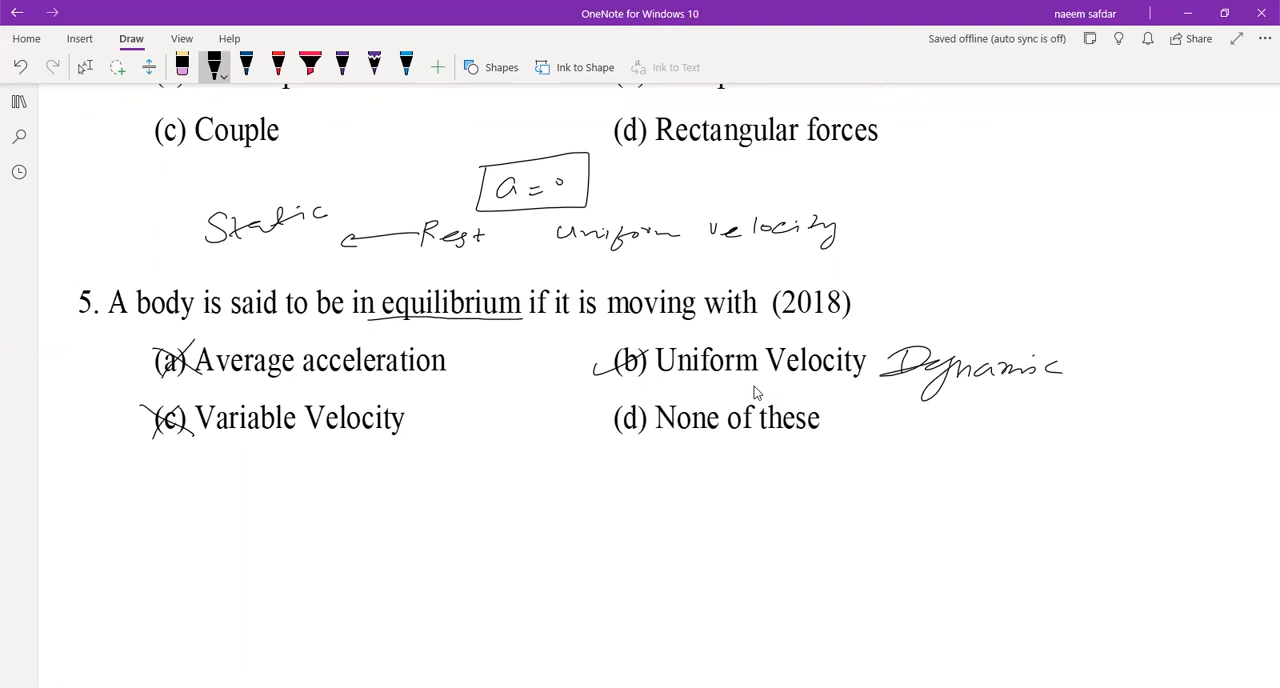 OneNote for Windows 10
naeem safdar
Home Insert Draw View Help
Saved offline (auto sync is off) Share
Shapes Ink to Shape Ink to Text
(c) Couple (d) Rectangular forces
a = 0
Static Rest uniform velocity
5. A body is said to be in equilibrium if it is moving with (2018)
(a) Average acceleration (b) Uniform Velocity Dynamic
(c) Variable Velocity (d) None of these